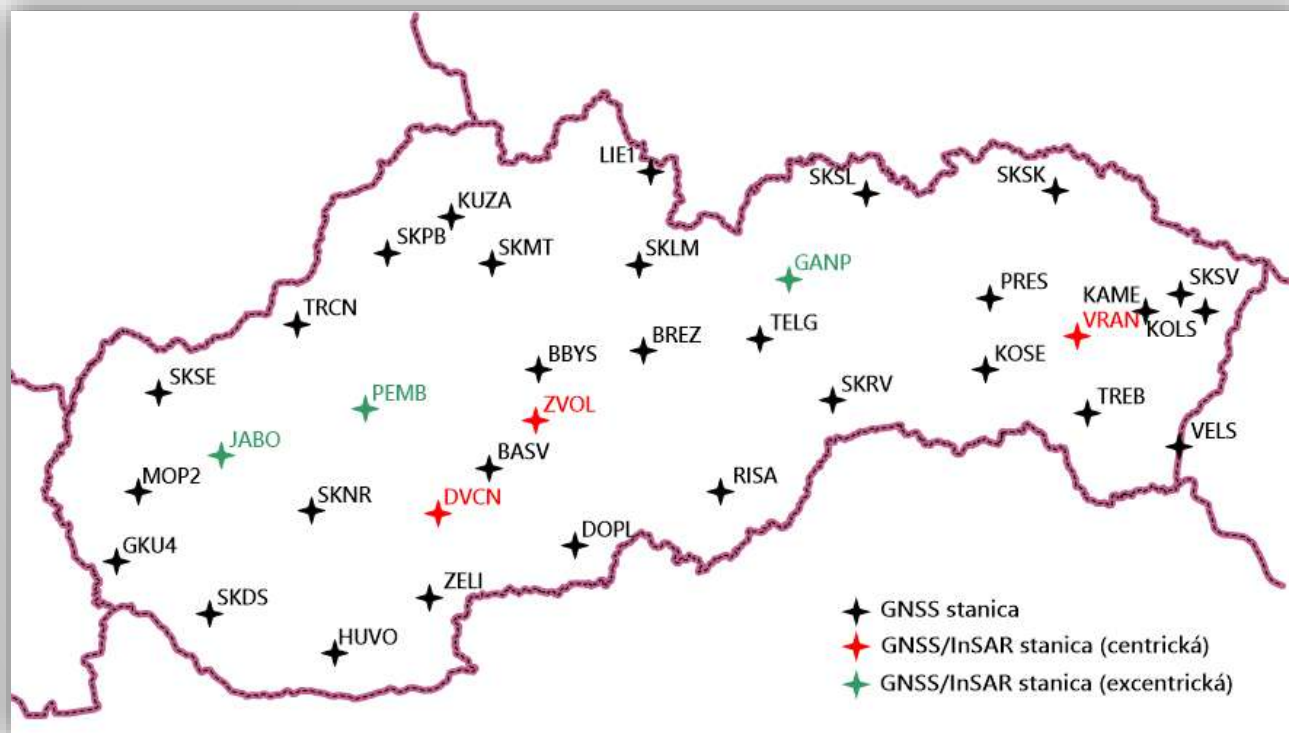 LIE1
SKSL
SKSK
KUZA
SKPB
SKMT
SKLM
GANP
TRCN
PRES
KAME
SKSV
VRAN
KOLS
BREZ
TELG
BBYS
KOSE
SKSE
PEMB
ZVOL
SKRV
TREB
JABO
BASV
VELS
MOP2
SKNR
DVCN
RISA
GKU4
DOPL
SKDS
ZELI
HUVO
GNSS stanica
GNSS/InSAR stanica (centrická)
GNSS/InSAR stanica (excentrická)